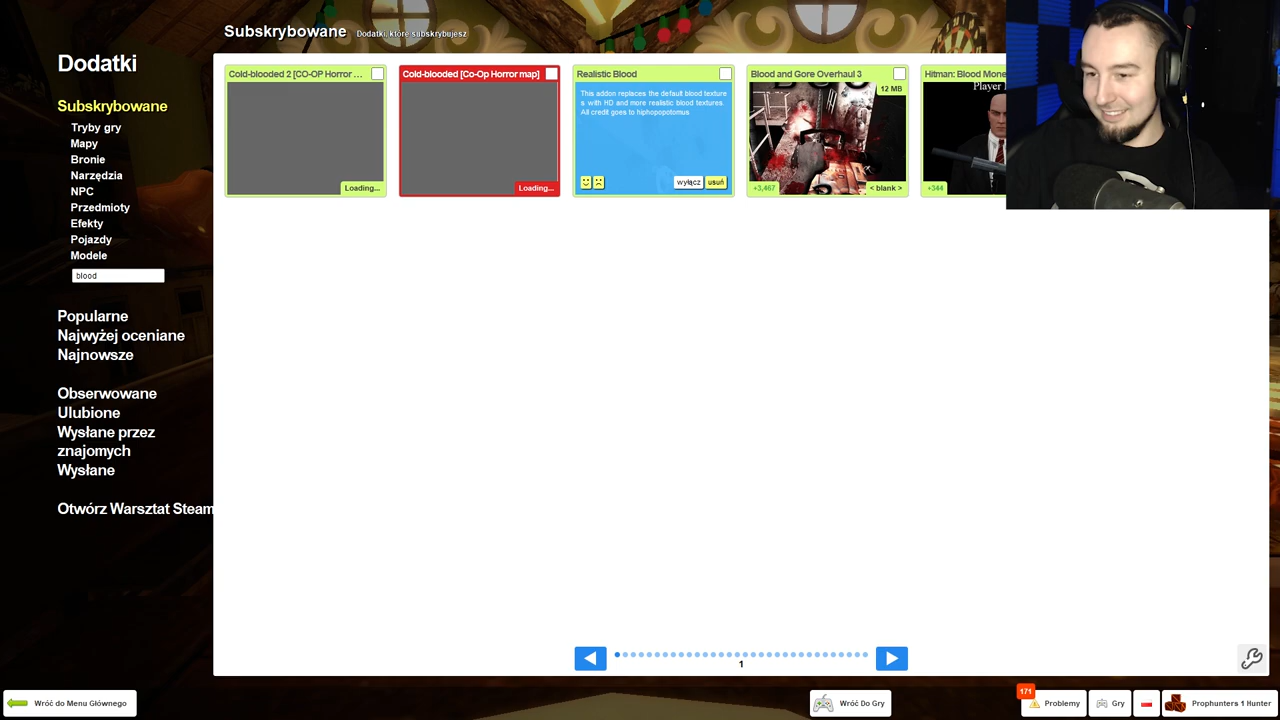 Dodatki
Subskrybowane
Tryby gry
Mapy
Bronie
Narzędzia
NPC
Przedmioty
Efekty
Pojazdy
Modele
blood
Popularne
Najwyżej oceniane
Najnowsze
Obserwowane
Ulubione
Wysłane przez
znajomych
Wysłane
Otwórz Warsztat Steam
Subskrybowane Dodatki, które subskrybujesz
Cold-blooded 2 [CO-OP Horror ...
Loading...
Cold-blooded [Co-Op Horror map]
Loading...
Realistic Blood
This addon replaces the default blood texture
s with HD and more realistic blood textures.
All credit goes to hiphopopotomus
wyłącz usuń
Blood and Gore Overhaul 3
12 MB
+3,467 < blank >
Hitman: Blood Mone
+344
1
Wróć do Menu Głównego
Wróć Do Gry
171
Problemy
Gry
Prophunters 1 Hunter